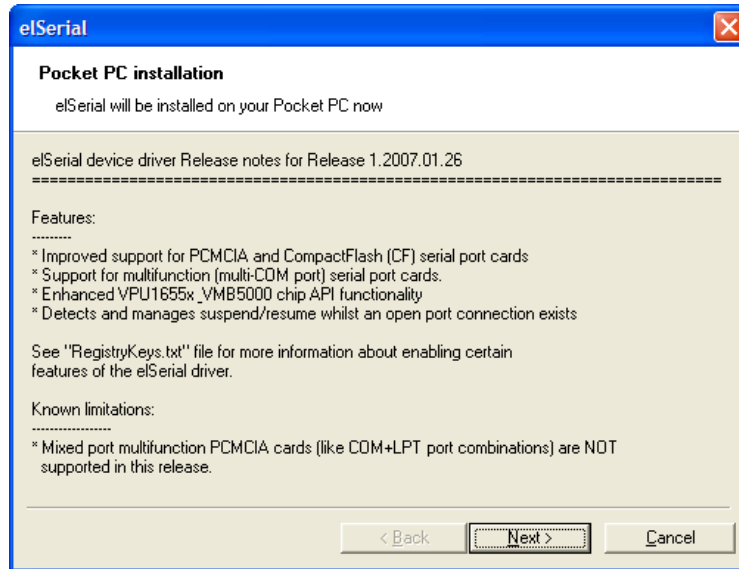 elSerial
Pocket PC installation
elSerial will be installed on your Pocket PC now
elSerial device driver Release notes for Release 1.2007.01.26
==============================================================================
Features:
---------
* Improved support for PCMCIA and CompactFlash (CF) serial port cards
* Support for multifunction (multi-COM port) serial port cards.
* Enhanced VPU1655x_VMB5000 chip API functionality
* Detects and manages suspend/resume whilst an open port connection exists
See "RegistryKeys.txt" file for more information about enabling certain
features of the elSerial driver.
Known limitations:
------------------
* Mixed port multifunction PCMCIA cards (like COM+LPT port combinations) are NOT
supported in this release.
< Back
Next >
Cancel